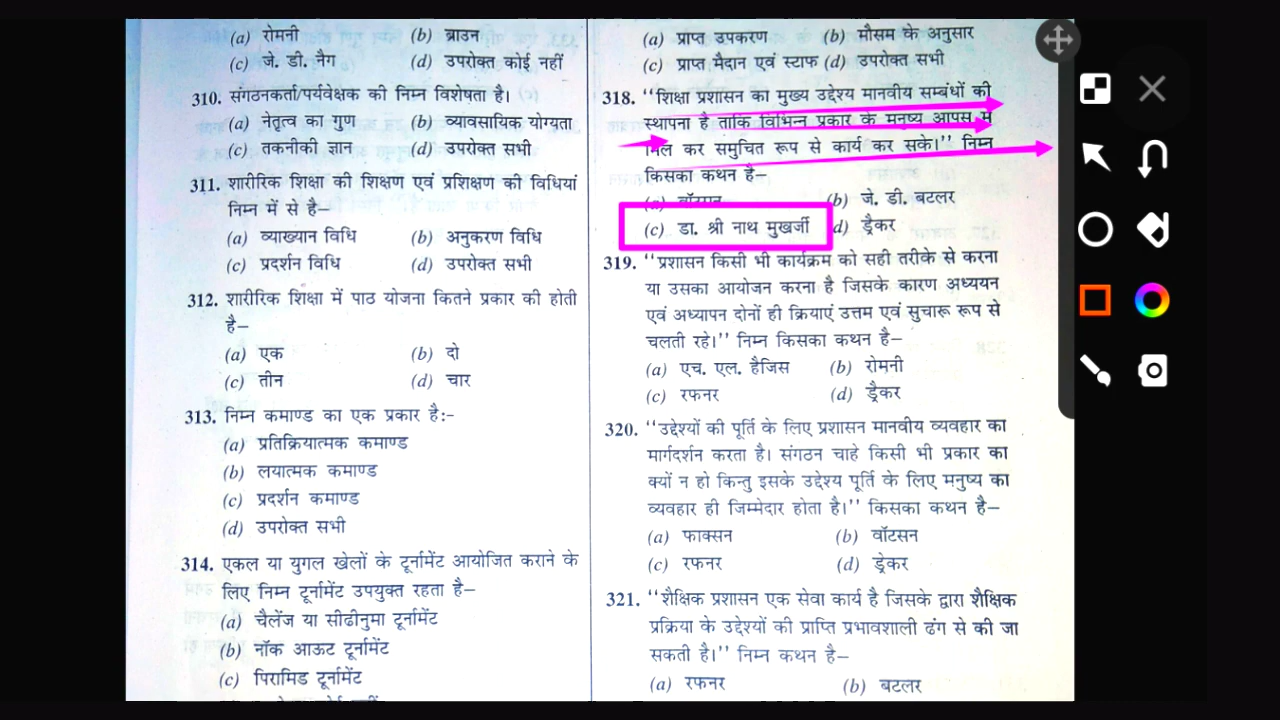 (a) रोमनी (b) ब्राउन
(c) जे. डी. नैग (d) उपरोक्त कोई नहीं
310. संगठनकर्ता/पर्यवेक्षक की निम्न विशेषता है।
(a) नेतृत्व का गुण (b) व्यावसायिक योग्यता
(c) तकनीकी ज्ञान (d) उपरोक्त सभी
311. शारीरिक शिक्षा की शिक्षण एवं प्रशिक्षण की विधियां
निम्न में से है–
(a) व्याख्यान विधि (b) अनुकरण विधि
(c) प्रदर्शन विधि (d) उपरोक्त सभी
312. शारीरिक शिक्षा में पाठ योजना कितने प्रकार की होती
है–
(a) एक (b) दो
(c) तीन (d) चार
313. निम्न कमाण्ड का एक प्रकार है:-
(a) प्रतिक्रियात्मक कमाण्ड
(b) लयात्मक कमाण्ड
(c) प्रदर्शन कमाण्ड
(d) उपरोक्त सभी
314. एकल या युगल खेलों के टूर्नामेंट आयोजित कराने के
लिए निम्न टूर्नामेंट उपयुक्त रहता है–
(a) चैलेंज या सीढीनुमा टूर्नामेंट
(b) नॉक आऊट टूर्नामेंट
(c) पिरामिड टूर्नामेंट
(a) प्राप्त उपकरण (b) मौसम के अनुसार
(c) प्राप्त मैदान एवं स्टाफ (d) उपरोक्त सभी
318. ‘‘शिक्षा प्रशासन का मुख्य उद्देश्य मानवीय सम्बंधों की
स्थापना है ताकि विभिन्न प्रकार के मनुष्य आपस में
मिल कर समुचित रूप से कार्य कर सके।’’ निम्न
किसका कथन है–
(a) वॉटसन (b) जे. डी. बटलर
(c) डा. श्री नाथ मुखर्जी (d) ड्रैकर
319. ‘‘प्रशासन किसी भी कार्यक्रम को सही तरीके से करना
या उसका आयोजन करना है जिसके कारण अध्ययन
एवं अध्यापन दोनों ही क्रियाएं उत्तम एवं सुचारू रूप से
चलती रहे।’’ निम्न किसका कथन है–
(a) एच. एल. हैजिस (b) रोमनी
(c) रफनर (d) ड्रैकर
320. ‘‘उद्देश्यों की पूर्ति के लिए प्रशासन मानवीय व्यवहार का
मार्गदर्शन करता है। संगठन चाहे किसी भी प्रकार का
क्यों न हो किन्तु इसके उद्देश्य पूर्ति के लिए मनुष्य का
व्यवहार ही जिम्मेदार होता है।’’ किसका कथन है–
(a) फाक्सन (b) वॉटसन
(c) रफनर (d) ड्रेकर
321. ‘‘शैक्षिक प्रशासन एक सेवा कार्य है जिसके द्वारा शैक्षिक
प्रक्रिया के उद्देश्यों की प्राप्ति प्रभावशाली ढंग से की जा
सकती है।’’ निम्न कथन है–
(a) रफनर (b) बटलर